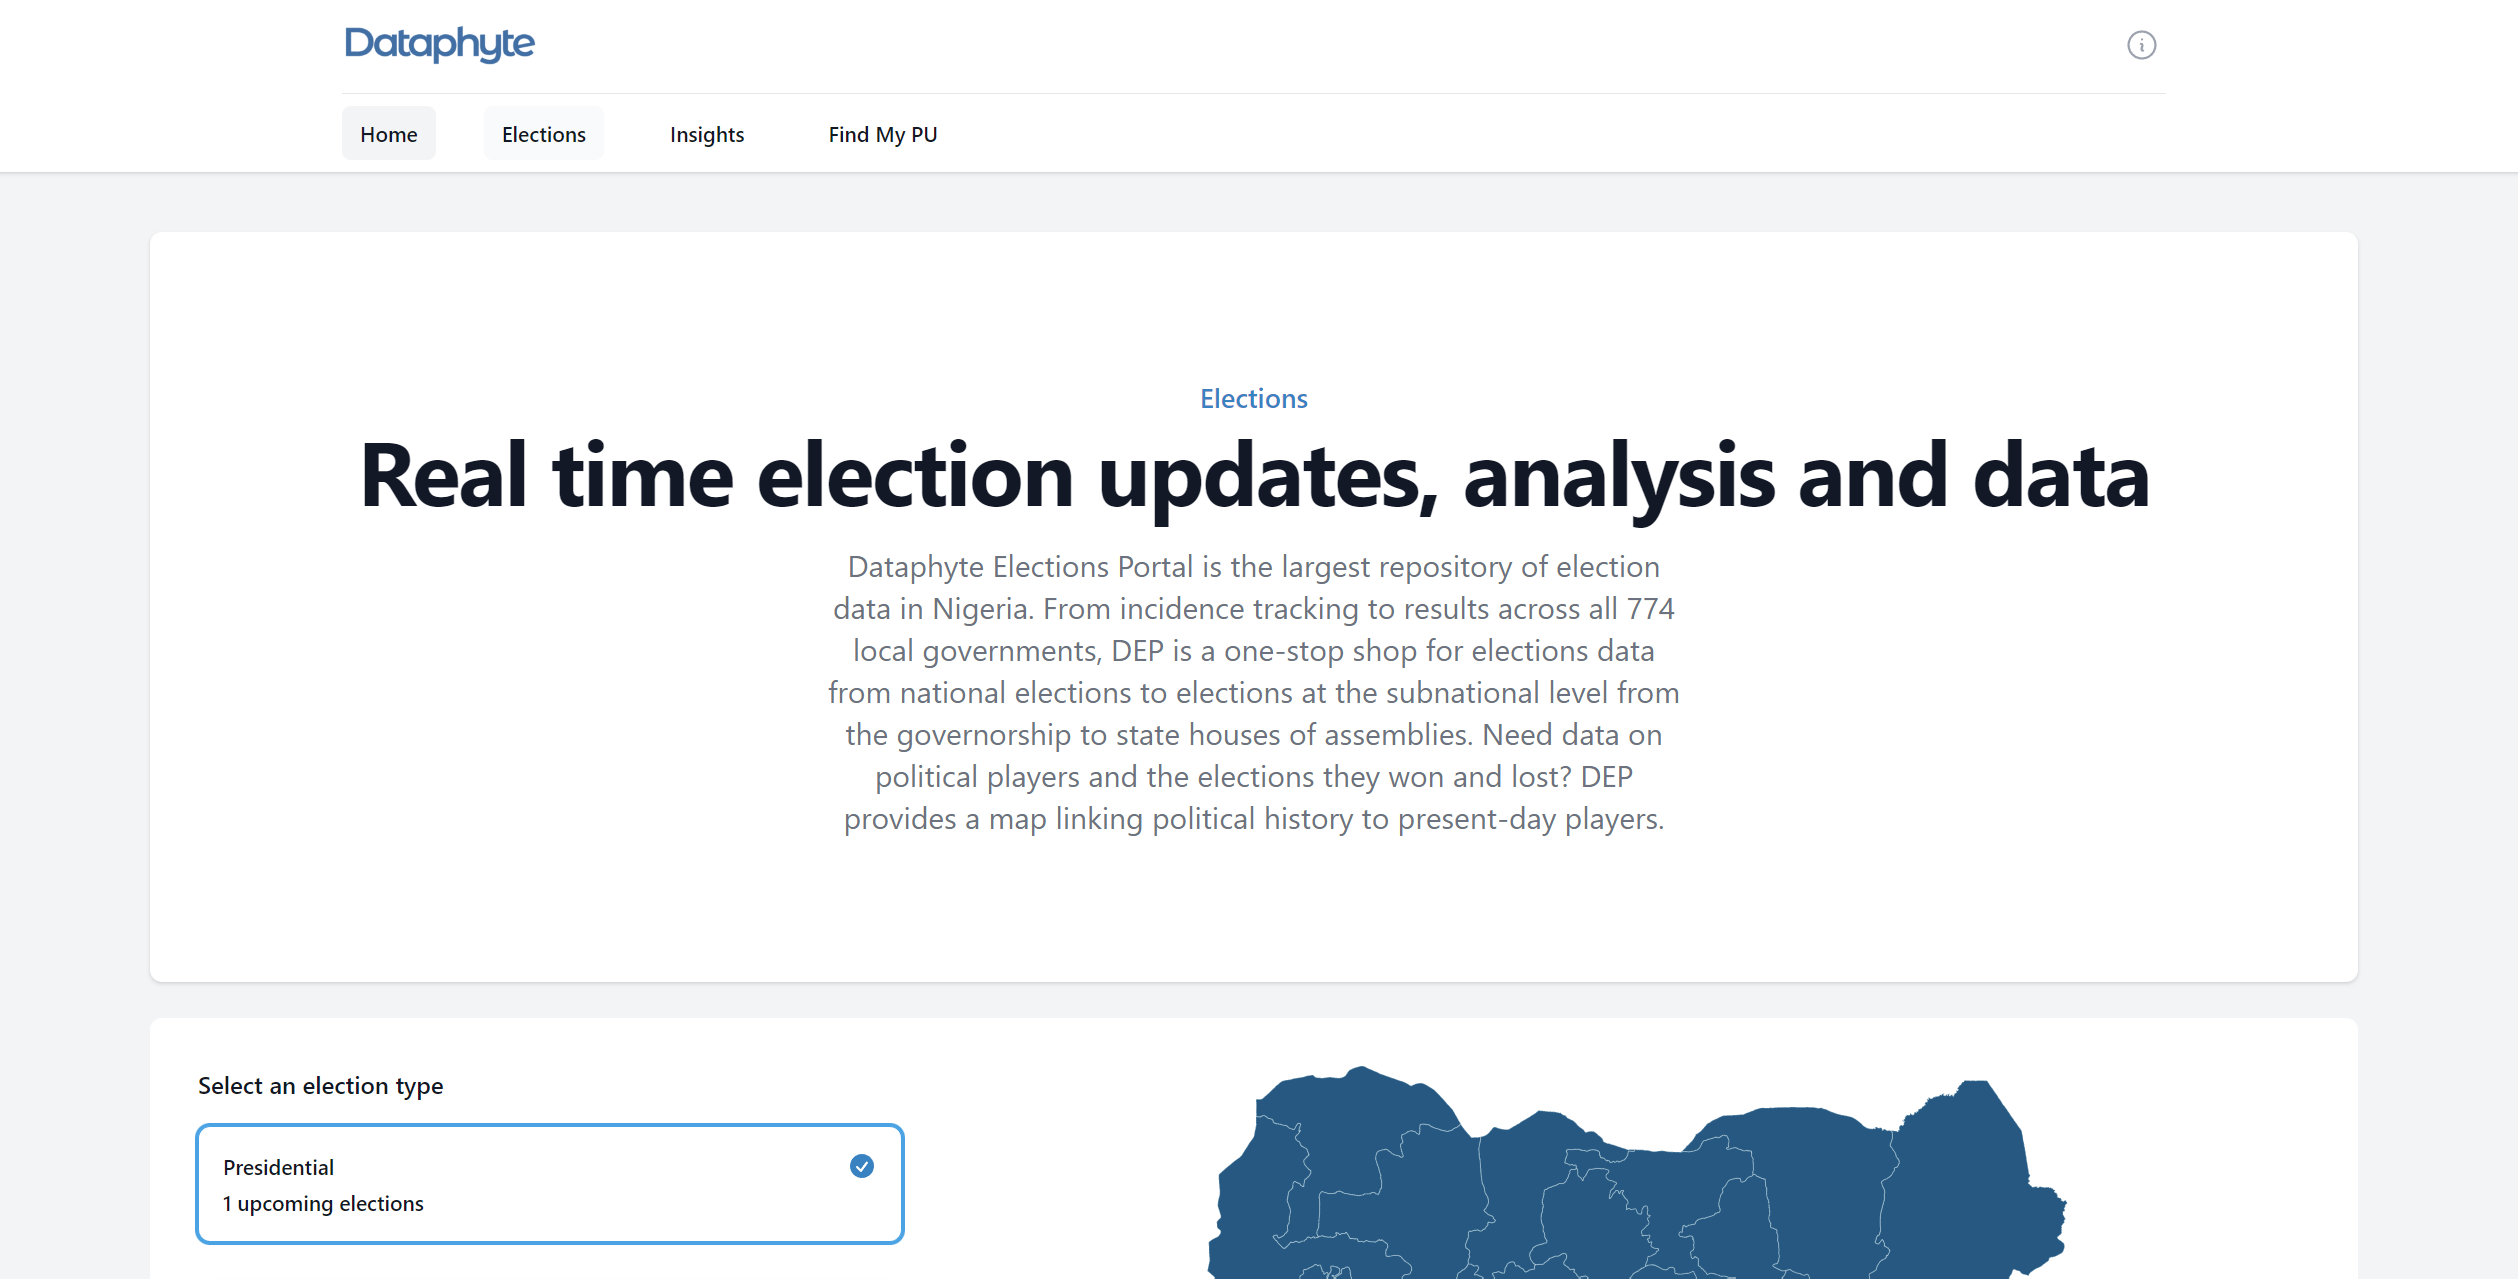 Dataphyte
Home Elections Insights Find My PU
Elections
Real time election updates, analysis and data
Dataphyte Elections Portal is the largest repository of election
data in Nigeria. From incidence tracking to results across all 774
local governments, DEP is a one-stop shop for elections data
from national elections to elections at the subnational level from
the governorship to state houses of assemblies. Need data on
political players and the elections they won and lost? DEP
provides a map linking political history to present-day players.
Select an election type
Presidential
1 upcoming elections